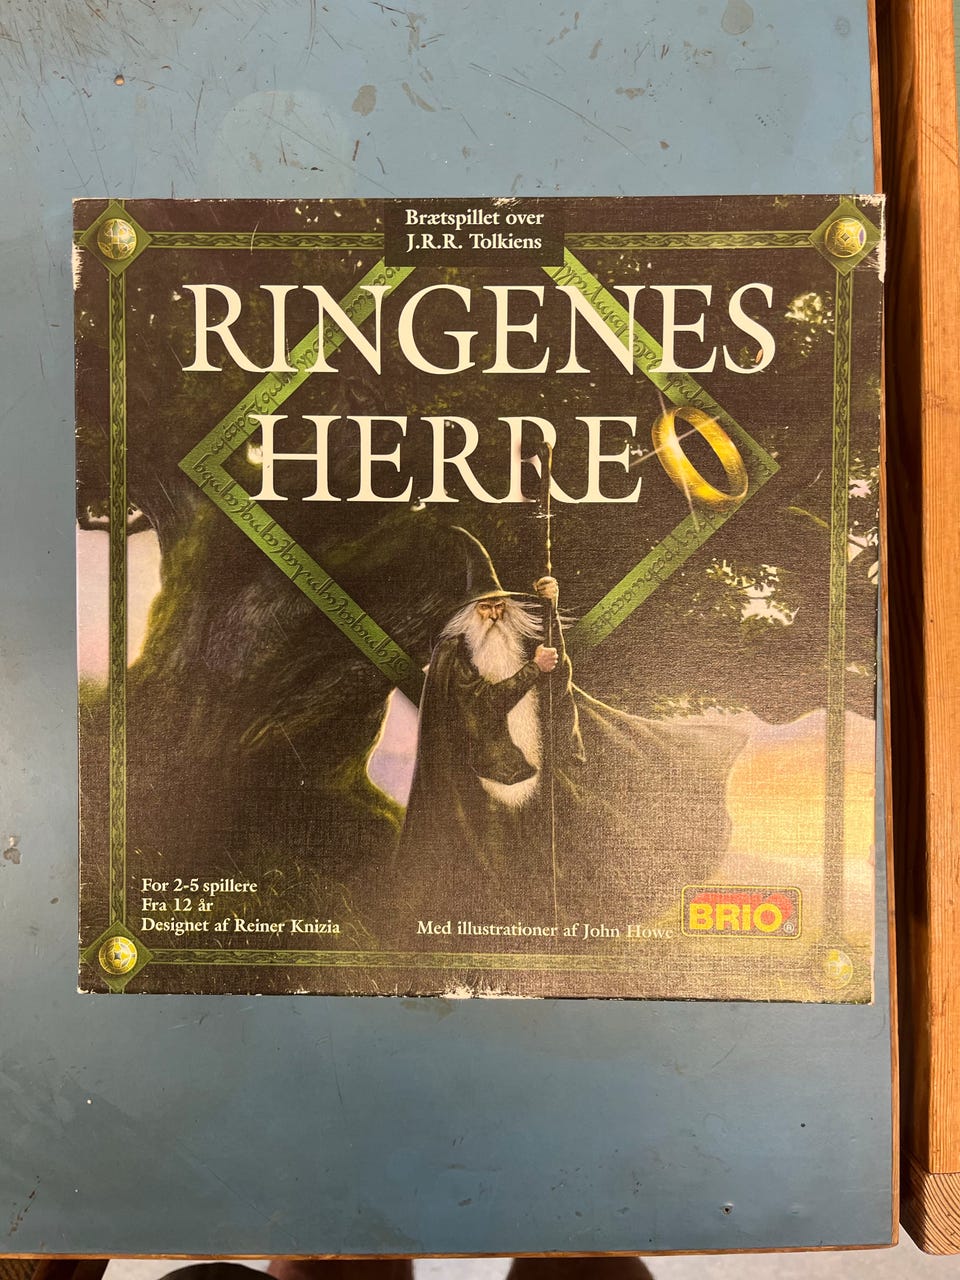 Brætspillet over
J.R.R. Tolkiens
RINGENES
HERRE
For 2-5 spillere
Fra 12 år
Designet af Reiner Knizia
Med illustrationer af John Howe
BRIO®